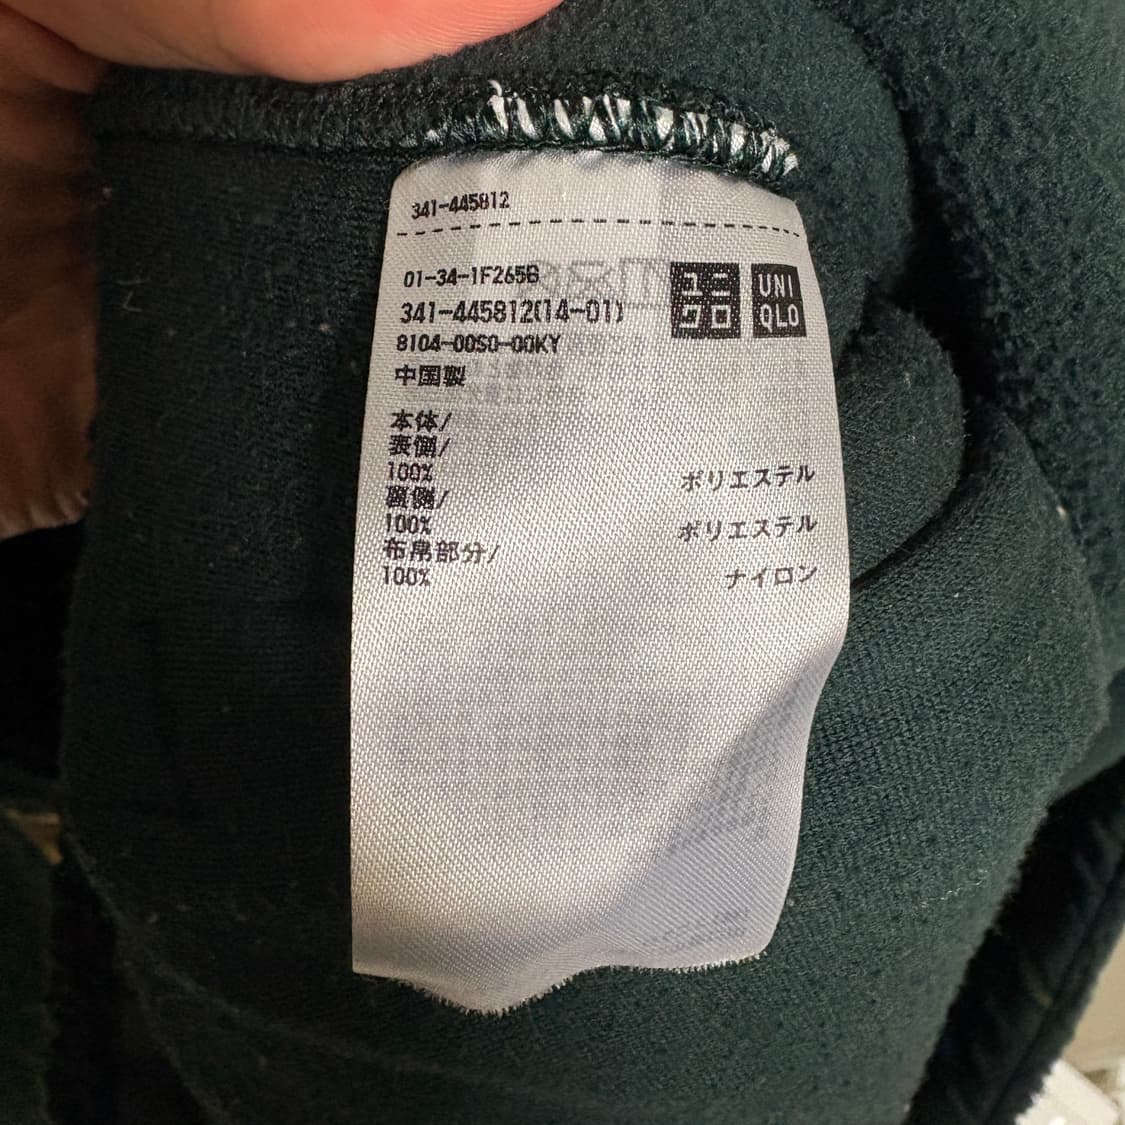 341-445812
01-34-1F265B
341-445812(14-01)
8104-00S0-00KY
中国製
ユニクロ
UNIQLO
本体/
表側/
100% ポリエステル
裏側/
100% ポリエステル
布帛部分/
100% ナイロン